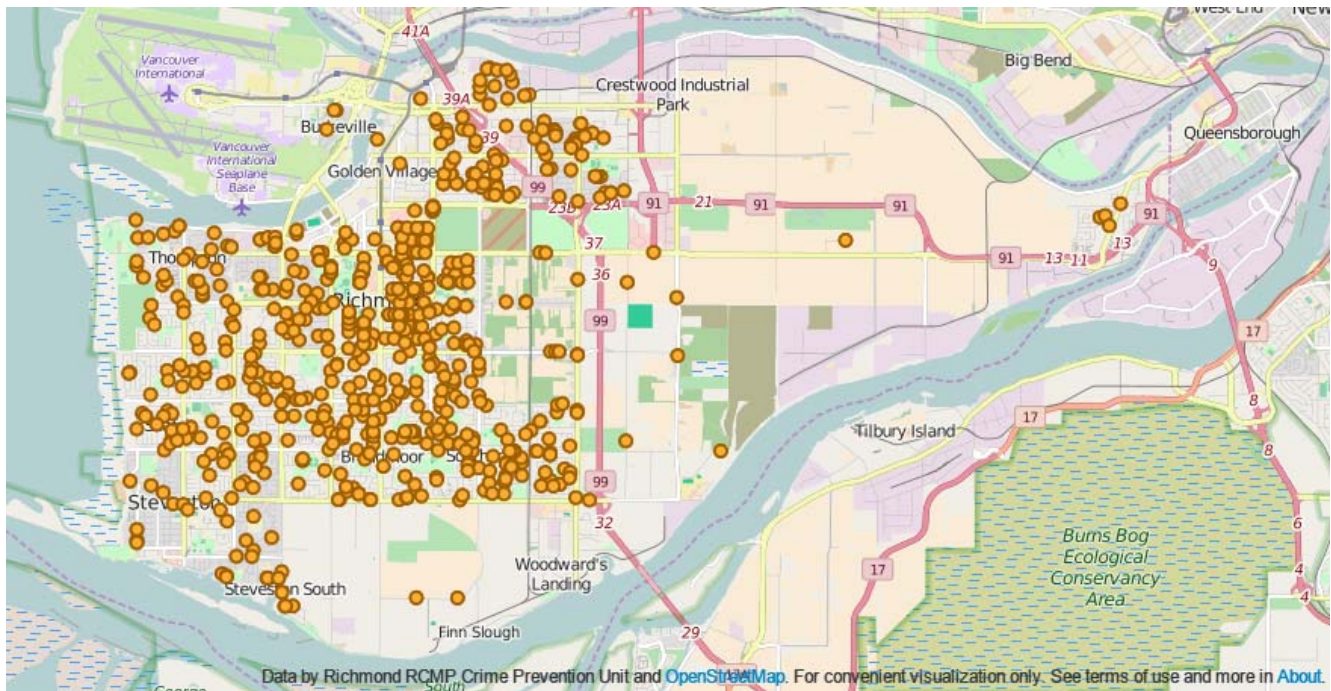 41A
West End
New
Vancouver
International
Big Bend
Crestwood Industrial
Park
39A
39
Burkeville
Queensborough
Vancouver
International
Seaplane
Base
Golden Village
99
23B
23A
91
21
91
91
91
37
13
13
11
91
9
36
Richmond
99
17
8
17
Tilbury Island
8
Broadmoor
99
Steveston
32
6
Burns Bog
Ecological
Conservancy
Area
Woodward's
Landing
17
4
4
Steveston South
Finn Slough
29
South
Data by Richmond RCMP Crime Prevention Unit and OpenStreetMap. For convenient visualization only. See terms of use and more in About.